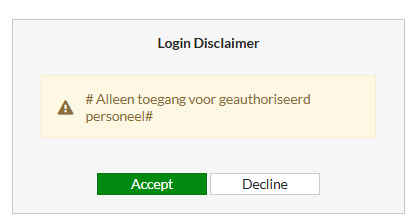 Login Disclaimer
# Alleen toegang voor geauthoriseerd
personeel#
Accept
Decline